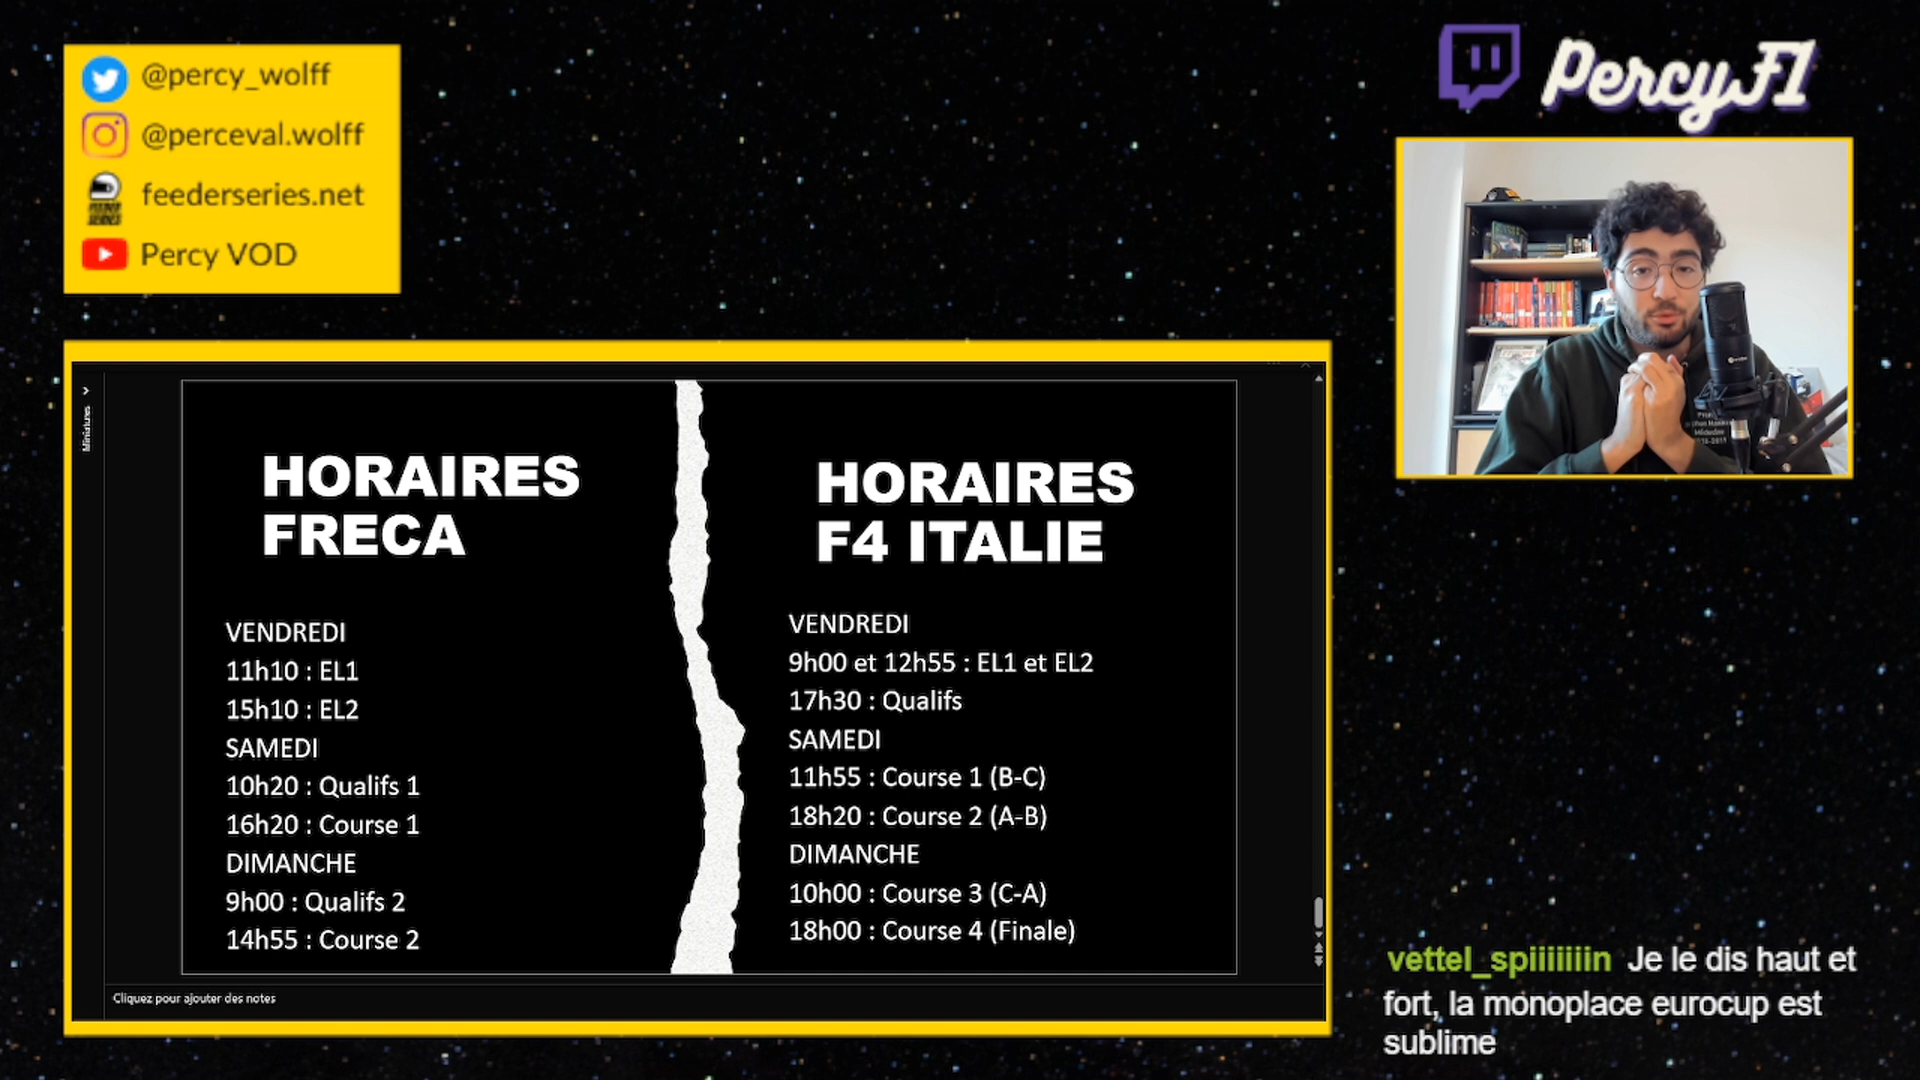 @percy_wolff
@perceval.wolff
feederseries.net
Percy VOD
PercyF1
Miniatures
HORAIRES
FRECA
VENDREDI
11h10 : EL1
15h10 : EL2
SAMEDI
10h20 : Qualifs 1
16h20 : Course 1
DIMANCHE
9h00 : Qualifs 2
14h55 : Course 2
HORAIRES
F4 ITALIE
VENDREDI
9h00 et 12h55 : EL1 et EL2
17h30 : Qualifs
SAMEDI
11h55 : Course 1 (B-C)
18h20 : Course 2 (A-B)
DIMANCHE
10h00 : Course 3 (C-A)
18h00 : Course 4 (Finale)
Cliquez pour ajouter des notes
vettel_spiiiiiiin Je le dis haut et
fort, la monoplace eurocup est
sublime